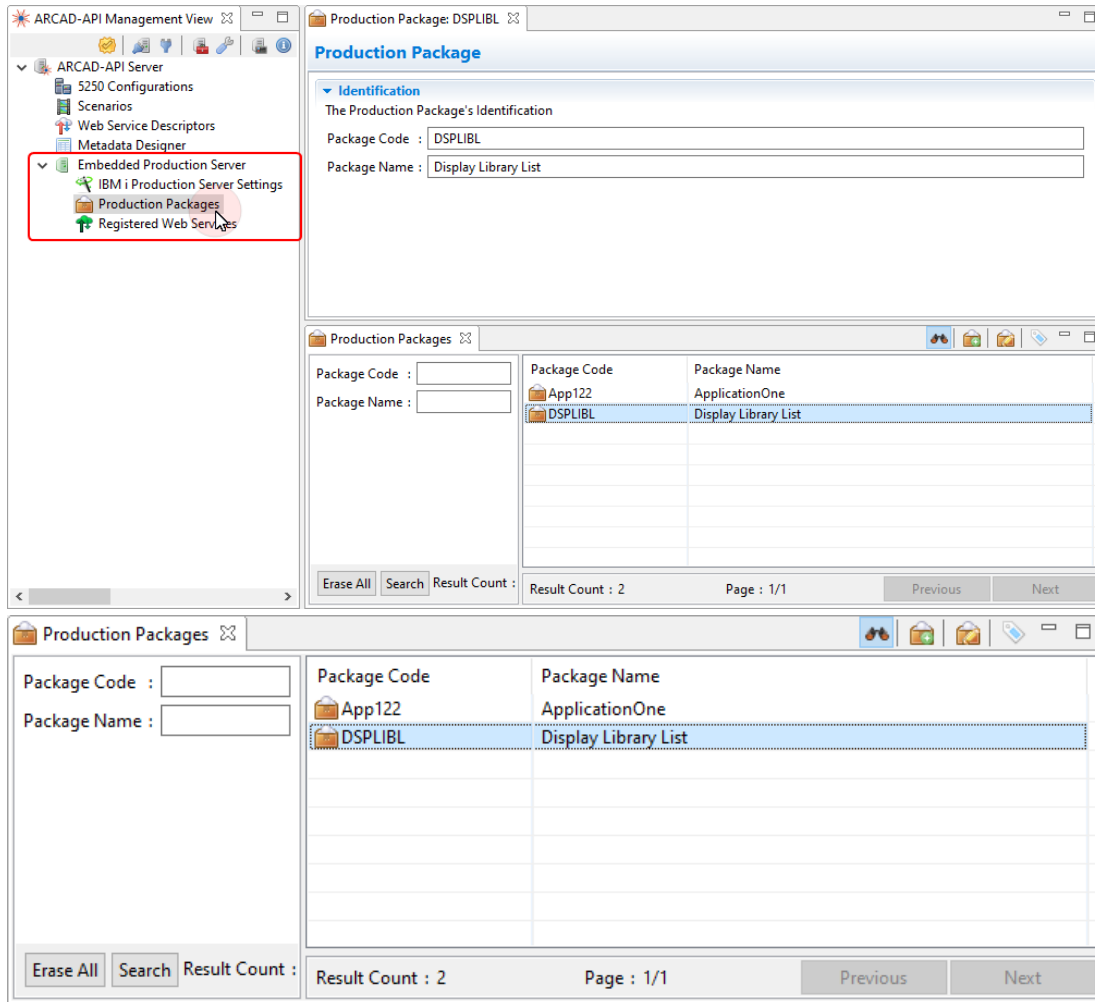 ARCAD-API Management View
ARCAD-API Server
5250 Configurations
Scenarios
Web Service Descriptors
Metadata Designer
Embedded Production Server
IBM i Production Server Settings
Production Packages
Registered Web Services
Production Package: DSPLIBL
Production Package
Identification
The Production Package's Identification
Package Code : DSPLIBL
Package Name : Display Library List
Production Packages
Package Code :
Package Name :
Erase All Search Result Count :
Package Code Package Name
App122 ApplicationOne
DSPLIBL Display Library List
Result Count : 2 Page : 1/1 Previous Next
Production Packages
Package Code :
Package Name :
Erase All Search Result Count :
Package Code Package Name
App122 ApplicationOne
DSPLIBL Display Library List
Result Count : 2 Page : 1/1 Previous Next